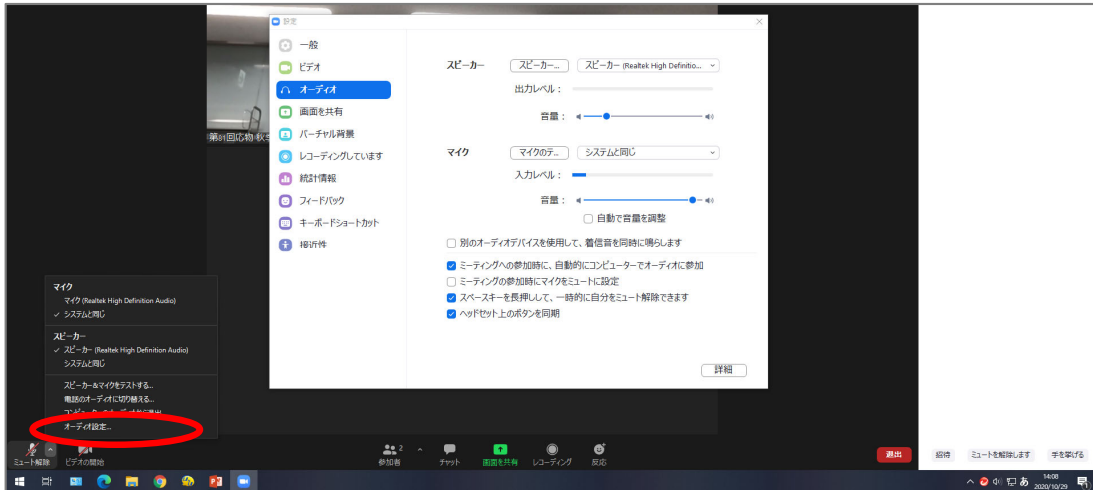 設定
一般
ビデオ
オーディオ
画面を共有
バーチャル背景
レコーディングしています
統計情報
フィードバック
キーボードショートカット
接近性
スピーカー
スピーカー...
スピーカー (Realtek High Definitio...
出力レベル：
音量：
マイク
マイクのテ...
システムと同じ
入力レベル：
音量：
自動で音量を調整
別のオーディオデバイスを使用して、着信音を同時に鳴らします
ミーティングへの参加時に、自動的にコンピューターでオーディオに参加
ミーティングの参加時にマイクをミュートに設定
スペースキーを長押しして、一時的に自分をミュート解除できます
ヘッドセット上のボタンを同期
詳細
第81回応物 秋
マイク
マイク (Realtek High Definition Audio)
システムと同じ
スピーカー
スピーカー (Realtek High Definition Audio)
システムと同じ
スピーカー&マイクをテストする...
電話のオーディオに切り替える...
オーディオ設定...
ミュート解除
ビデオの開始
2
参加者
チャット
画面を共有
レコーディング
反応
退出
招待
ミュートを解除します
手を挙げる
あ
14:08
2020/10/29